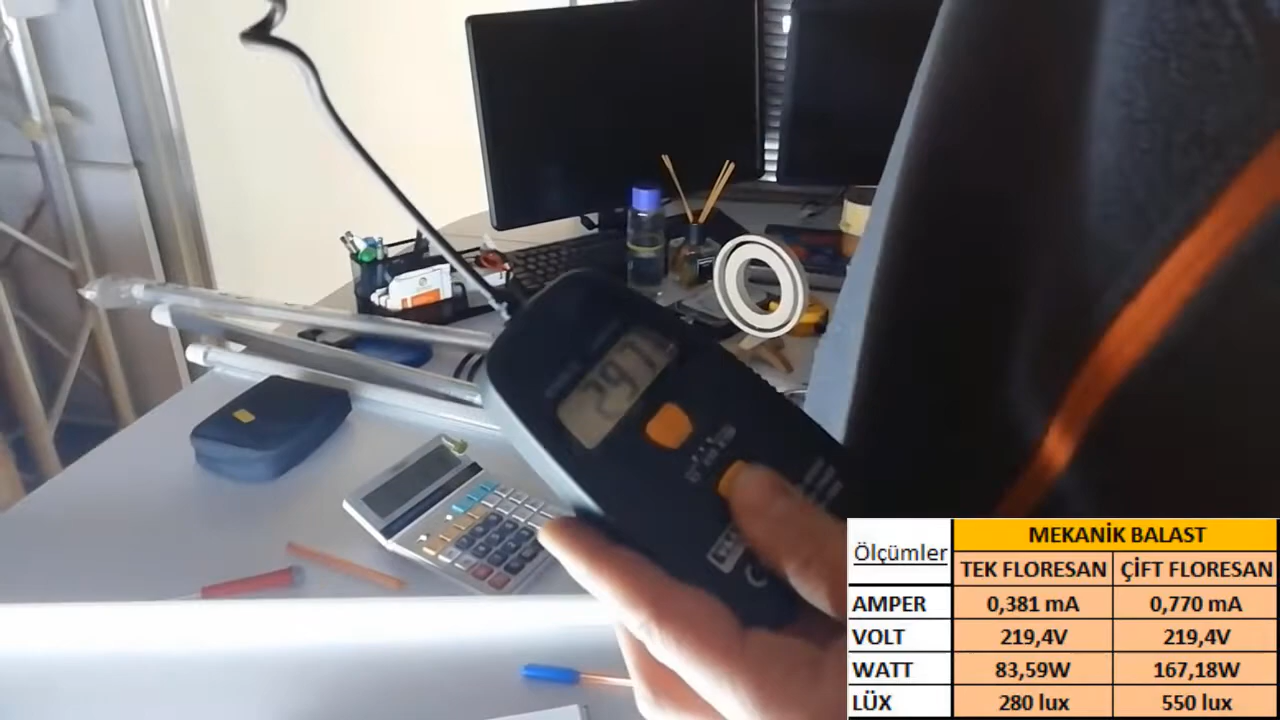 Ölçümler
MEKANİK BALAST
TEK FLORESAN ÇİFT FLORESAN
AMPER 0,381 mA 0,770 mA
VOLT 219,4V 219,4V
WATT 83,59W 167,18W
LÜX 280 lux 550 lux